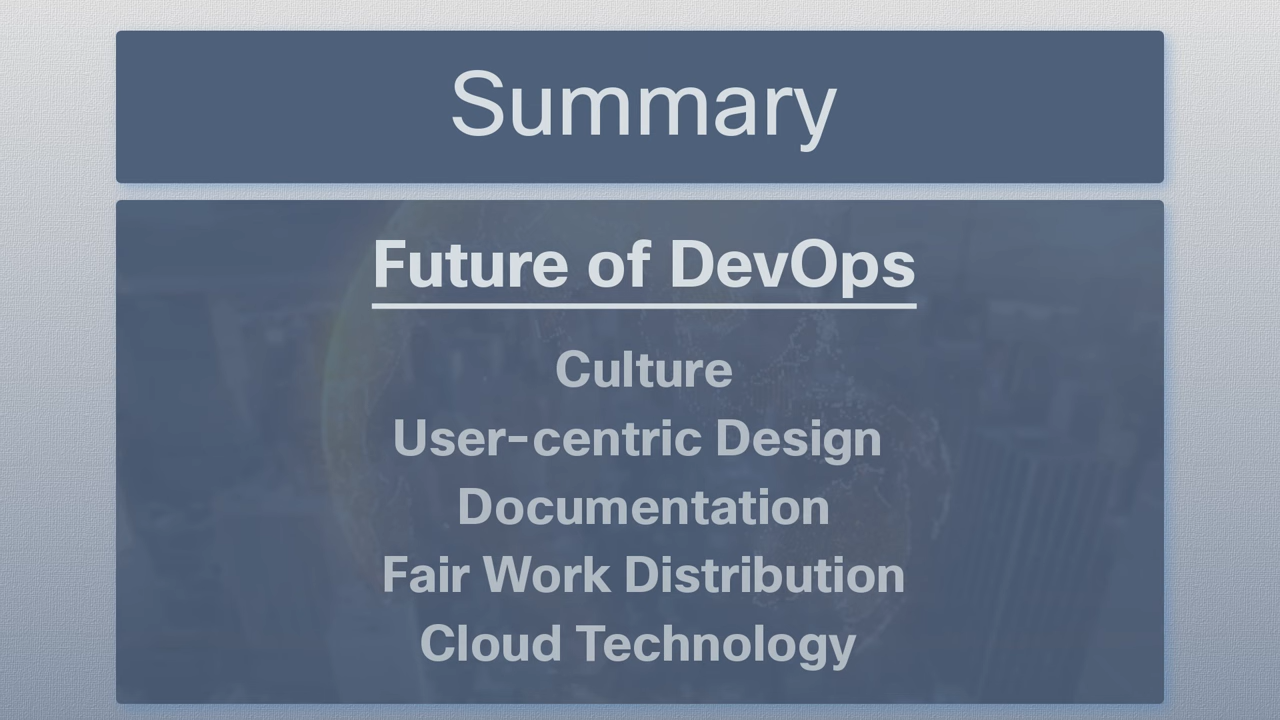 Summary
Future of DevOps
Culture
User-centric Design
Documentation
Fair Work Distribution
Cloud Technology